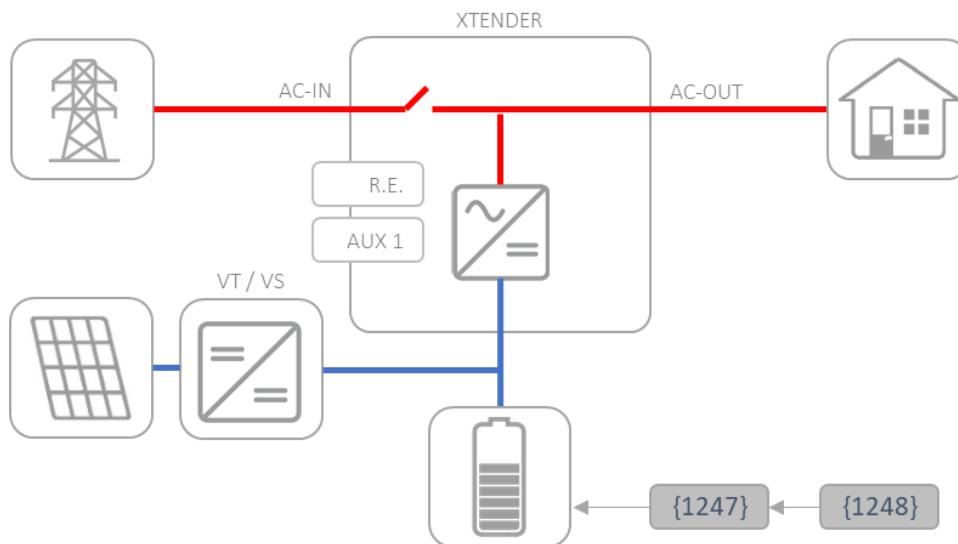 XTENDER
AC-IN
AC-OUT
R.E.
AUX 1
VT / VS
{1247}
{1248}